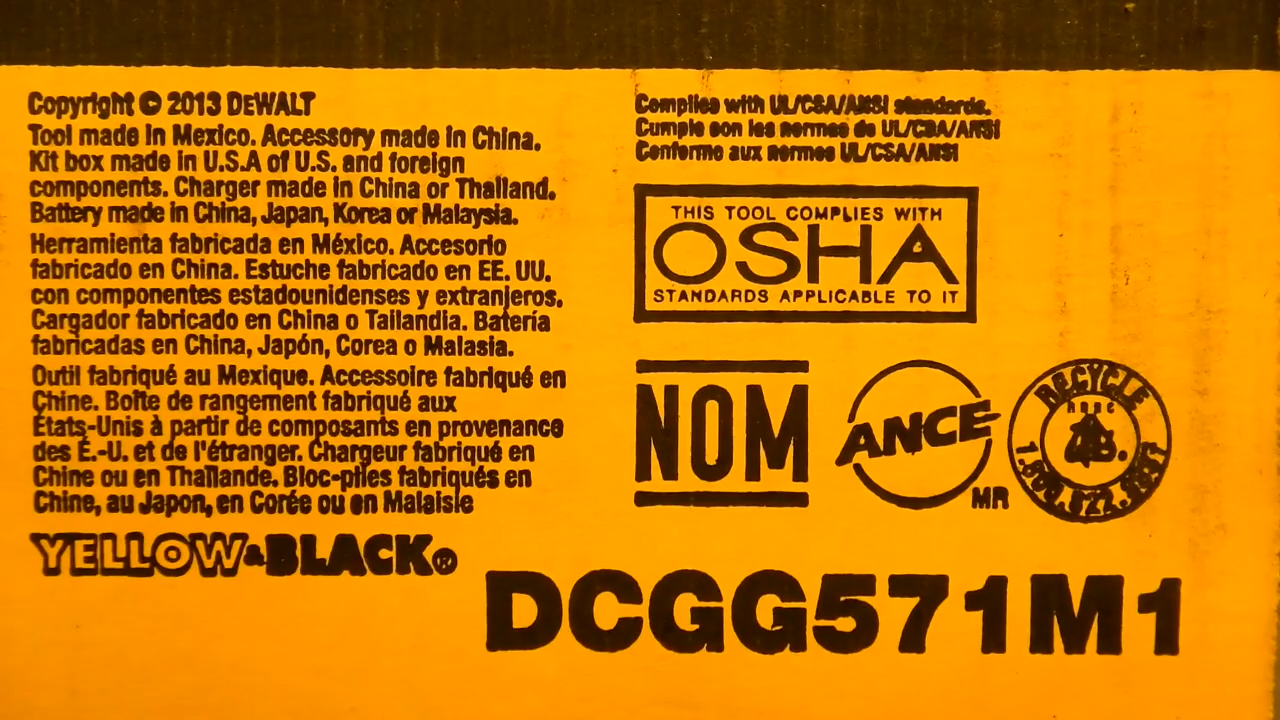 Copyright © 2013 DEWALT
Tool made in Mexico. Accessory made in China.
Kit box made in U.S.A of U.S. and foreign
components. Charger made in China or Thailand.
Battery made in China, Japan, Korea or Malaysia.
Herramienta fabricada en México. Accesorio
fabricado en China. Estuche fabricado en EE. UU.
con componentes estadounidenses y extranjeros.
Cargador fabricado en China o Tailandia. Batería
fabricadas en China, Japón, Corea o Malasia.
Outil fabriqué au Mexique. Accessoire fabriqué en
Chine. Boîte de rangement fabriqué aux
États-Unis à partir de composants en provenance
des É.-U. et de l'étranger. Chargeur fabriqué en
Chine ou en Thaïlande. Bloc-piles fabriqués en
Chine, au Japon, en Corée ou en Malaisie
YELLOW&BLACK®
Complies with UL/CSA/ANSI standards.
Cumple con las normas de UL/CSA/ANSI
Conforme aux normes UL/CSA/ANSI
THIS TOOL COMPLIES WITH
OSHA
STANDARDS APPLICABLE TO IT
NOM
ANCE
MR
RECYCLE
DCGG571M1